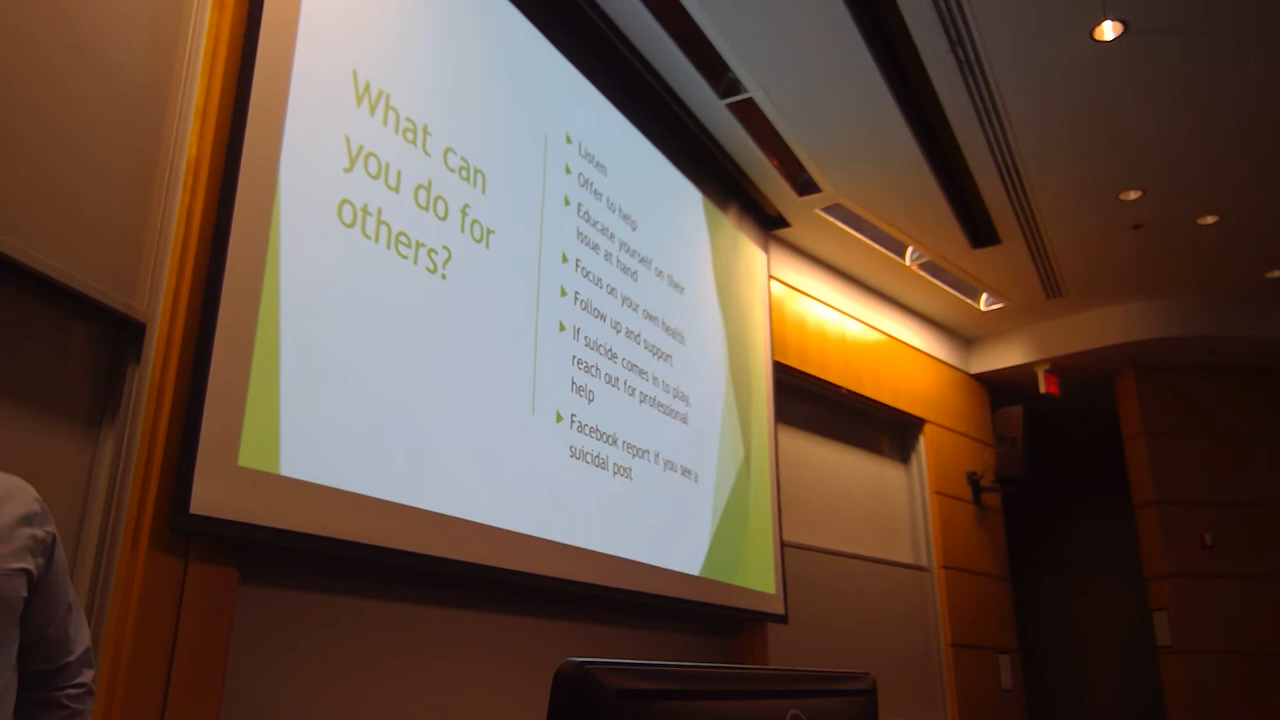 What can
you do for
others?
Listen
Offer to help
Educate yourself on their
issue at hand
Focus on your own health
Follow up and support
If suicide comes in to play,
reach out for professional
help
Facebook report if you see a
suicidal post